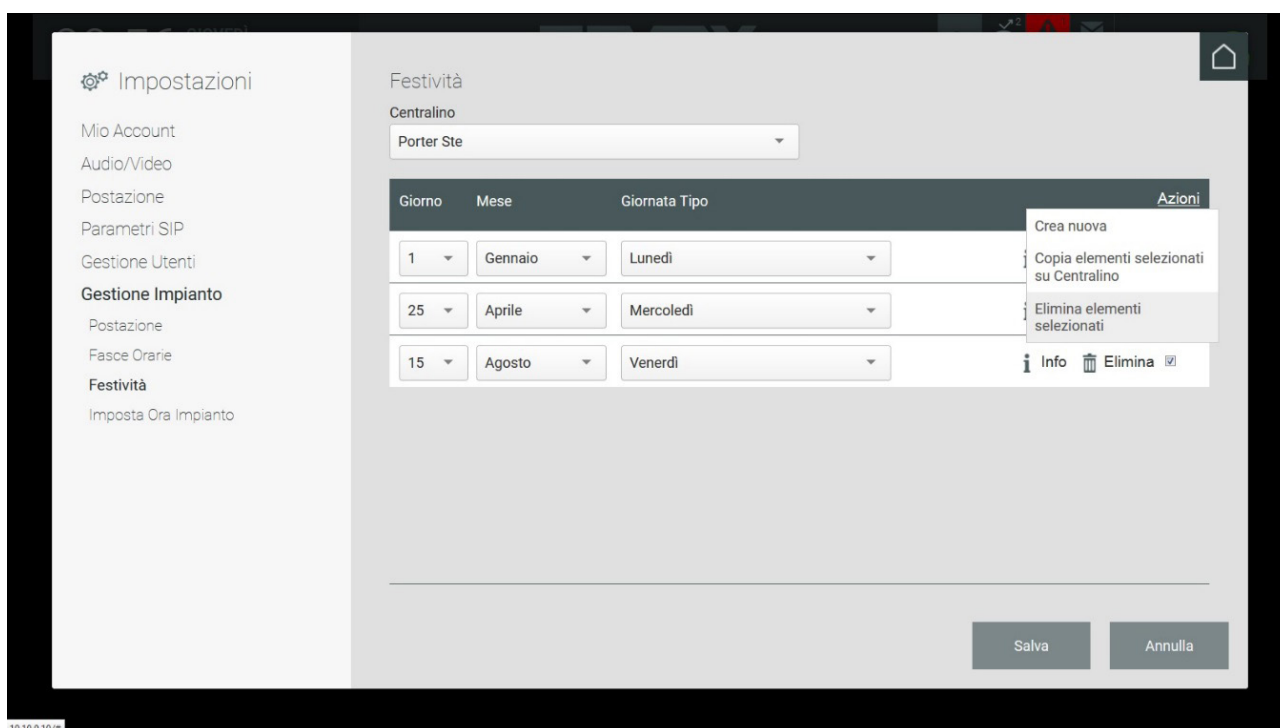 Impostazioni
Mio Account
Audio/Video
Postazione
Parametri SIP
Gestione Utenti
Gestione Impianto
Postazione
Fasce Orarie
Festività
Imposta Ora Impianto
Festività
Centralino
Porter Ste
Giorno Mese Giornata Tipo Azioni
Crea nuova
Copia elementi selezionati
su Centralino
Elimina elementi
selezionati
1 Gennaio Lunedì
25 Aprile Mercoledì
15 Agosto Venerdì Info Elimina
Salva Annulla